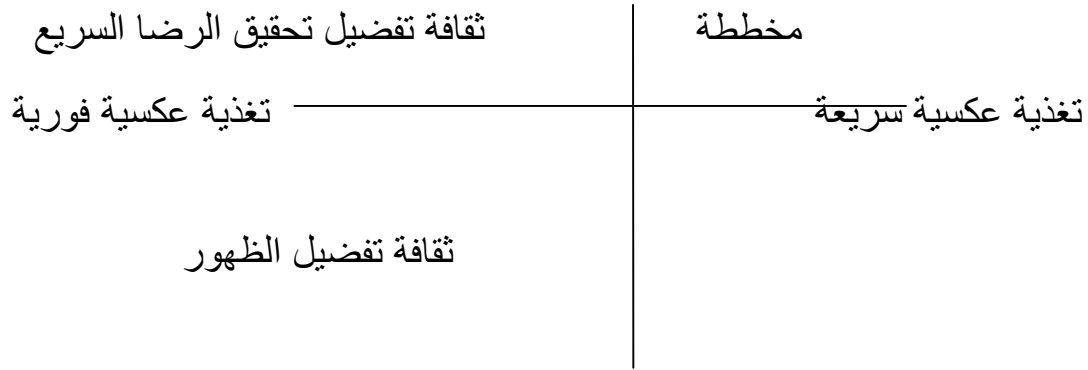 مخططة ثقافة تفضيل تحقيق الرضا السريع
تغذية عكسية سريعة تغذية عكسية فورية
ثقافة تفضيل الظهور